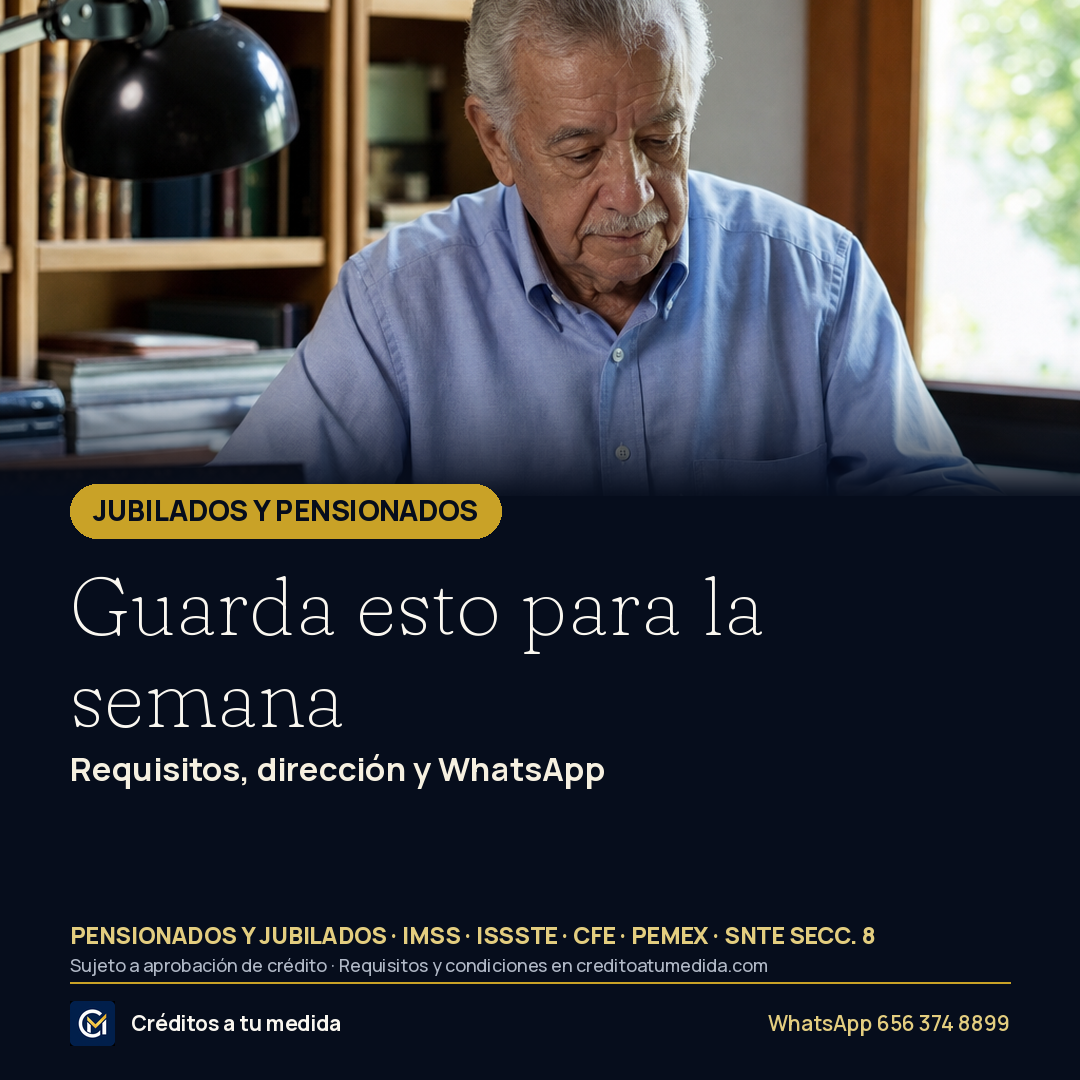 JUBILADOS Y PENSIONADOS
Guarda esto para la
semana
Requisitos, dirección y WhatsApp
PENSIONADOS Y JUBILADOS · IMSS · ISSSTE · CFE · PEMEX · SNTE SECC. 8
Sujeto a aprobación de crédito · Requisitos y condiciones en creditoatumedida.com
Créditos a tu medida
WhatsApp 656 374 8899